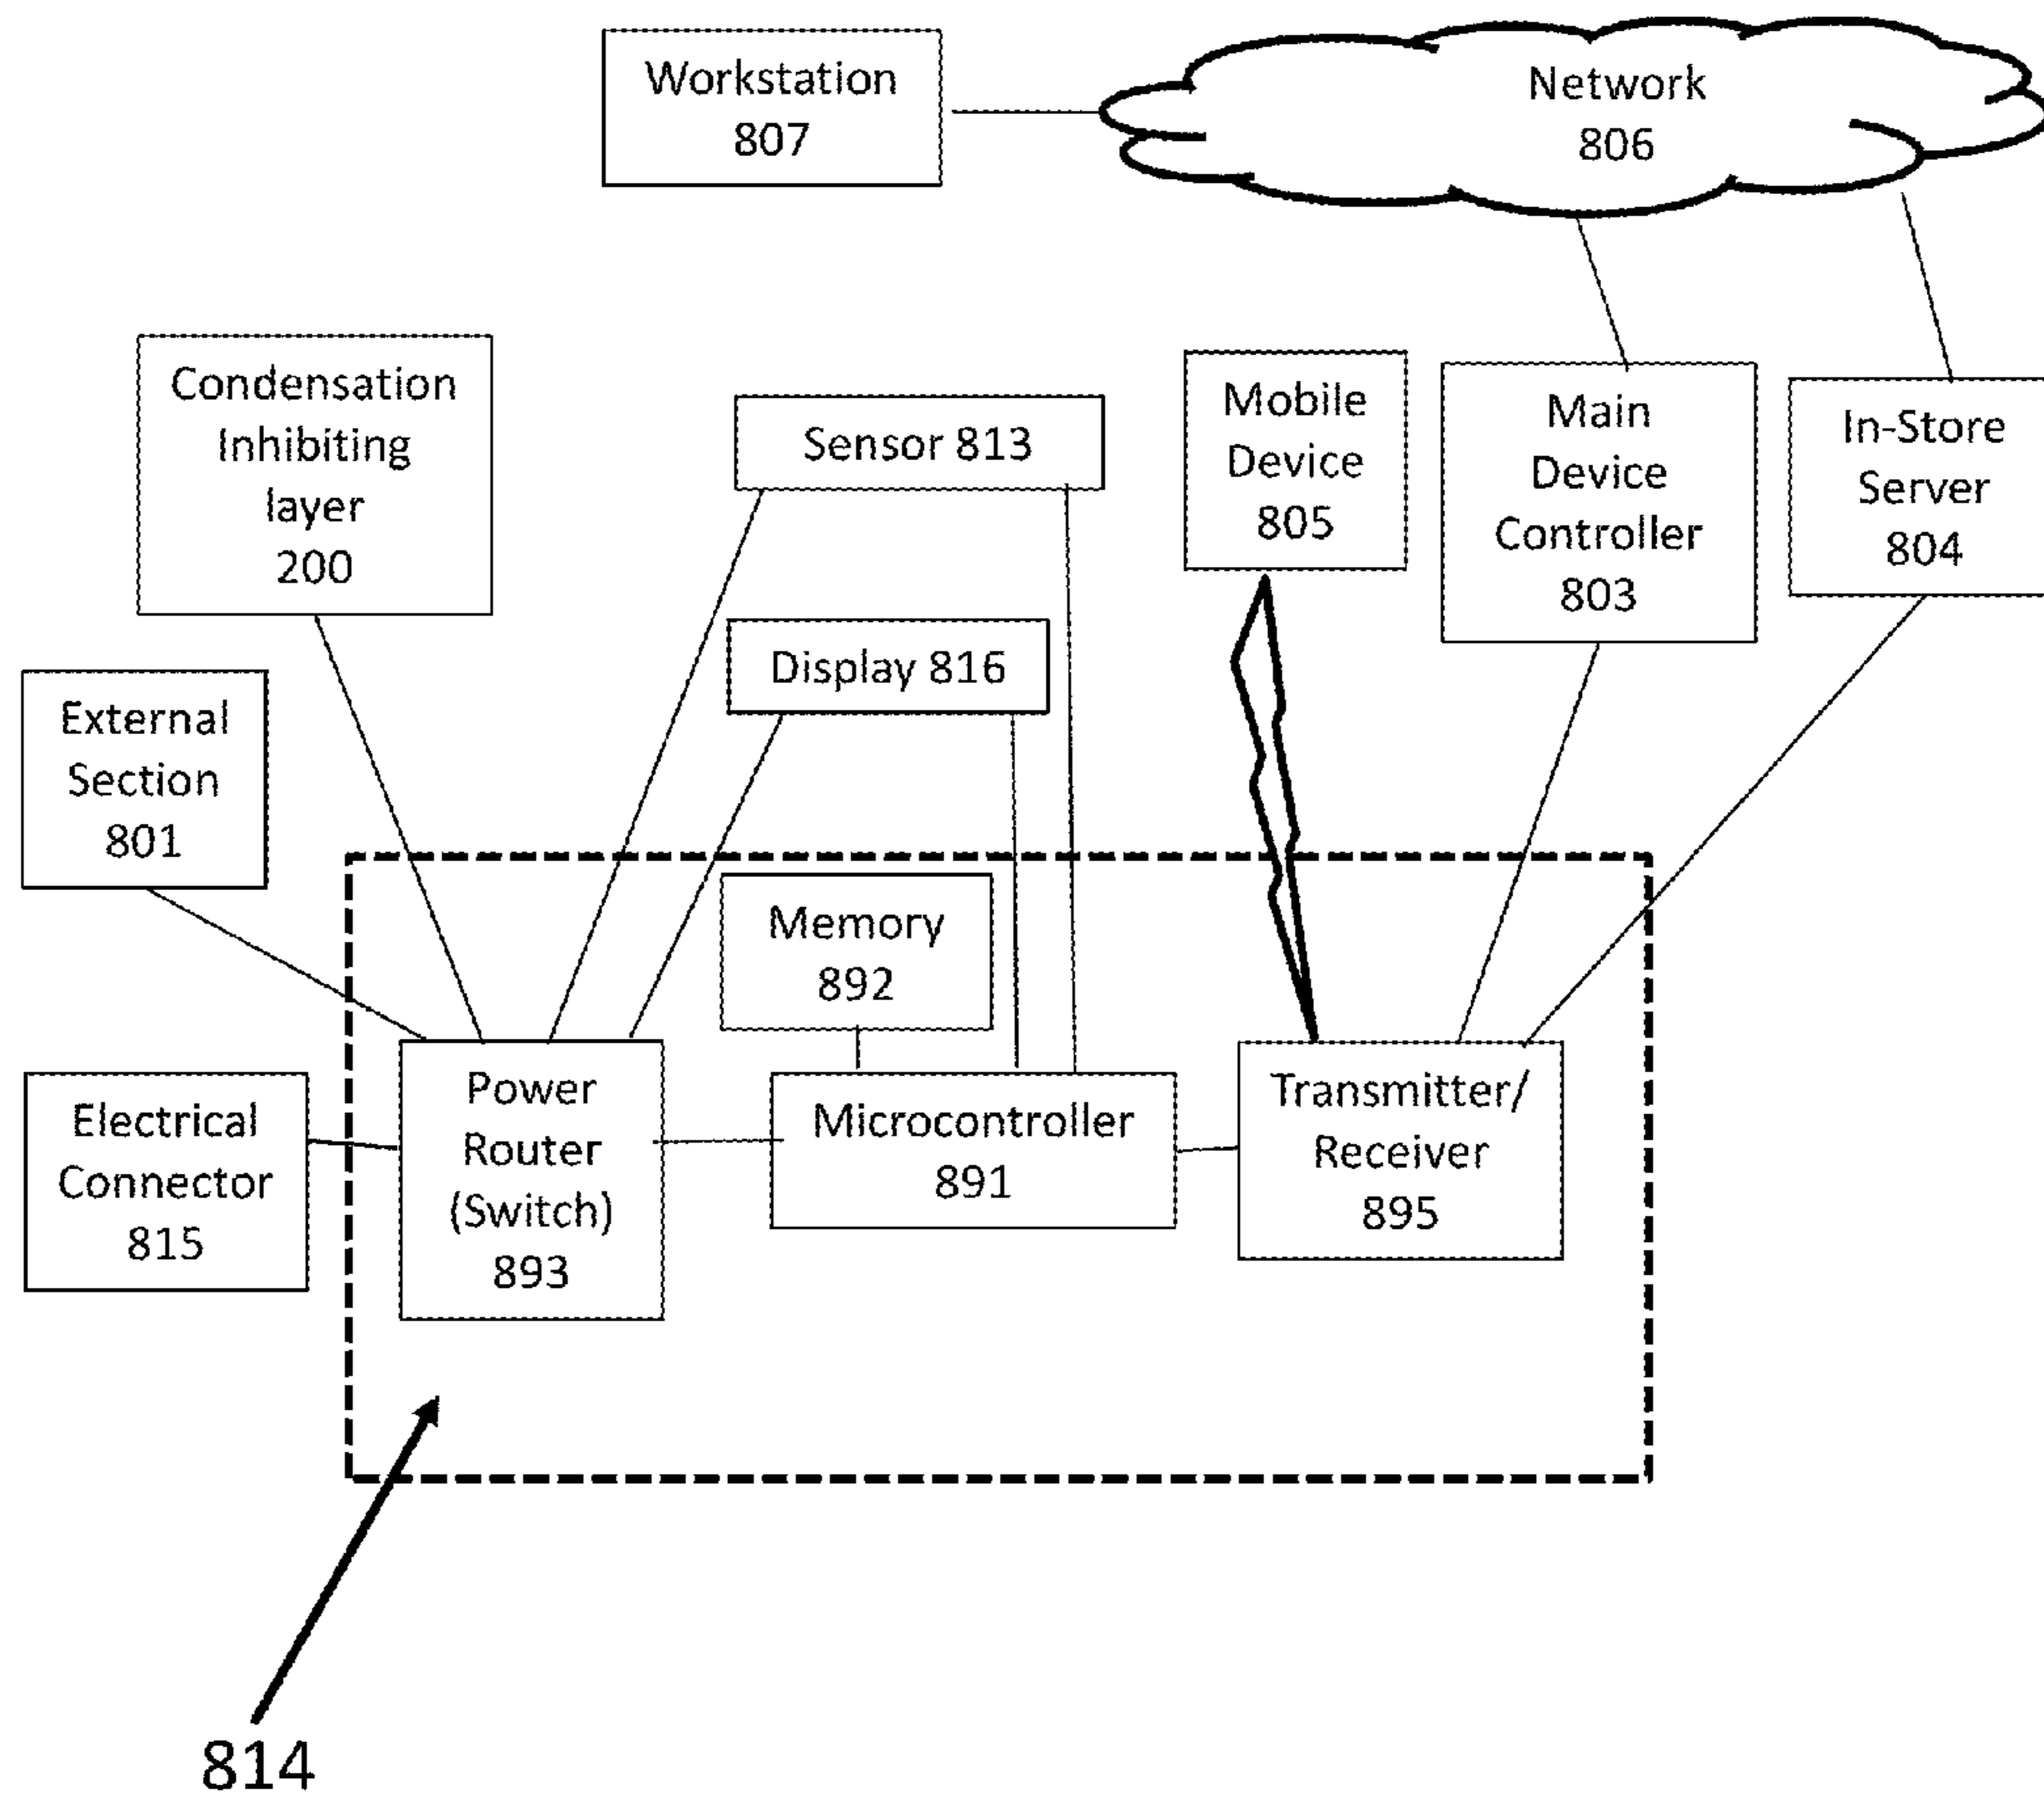 Workstation
807
Network
806
Condensation
Inhibiting
layer
200
Sensor 813
Mobile
Device
805
Main
Device
Controller
803
In-Store
Server
804
External
Section
801
Display 816
Memory
892
Electrical
Connector
815
Power
Router
(Switch)
893
Microcontroller
891
Transmitter/
Receiver
895
814